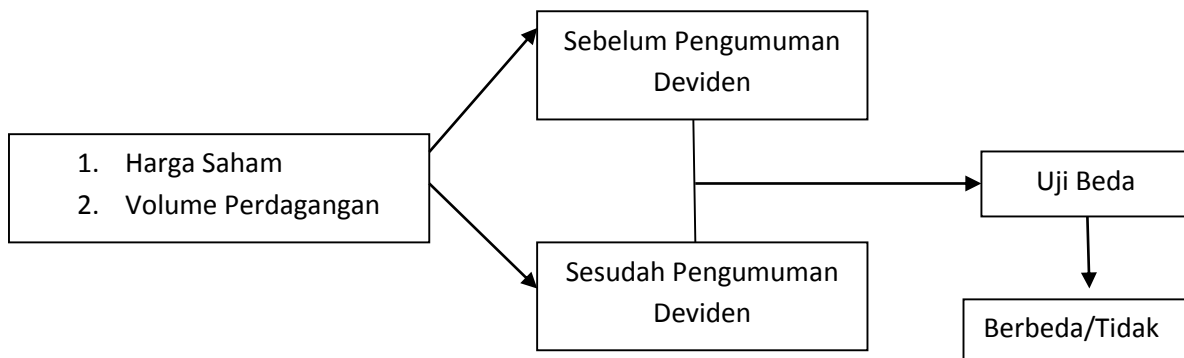 Sebelum Pengumuman
Deviden
1. Harga Saham
2. Volume Perdagangan
Uji Beda
Sesudah Pengumuman
Deviden
Berbeda/Tidak